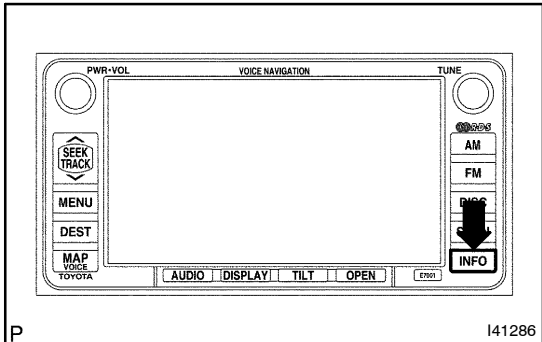 PWR•VOL VOICE NAVIGATION TUNE
RDS
SEEK
TRACK
AM
FM
MENU
DISC
DEST
MAP
VOICE
INFO
TOYOTA
AUDIO DISPLAY TILT OPEN E7001
P I41286